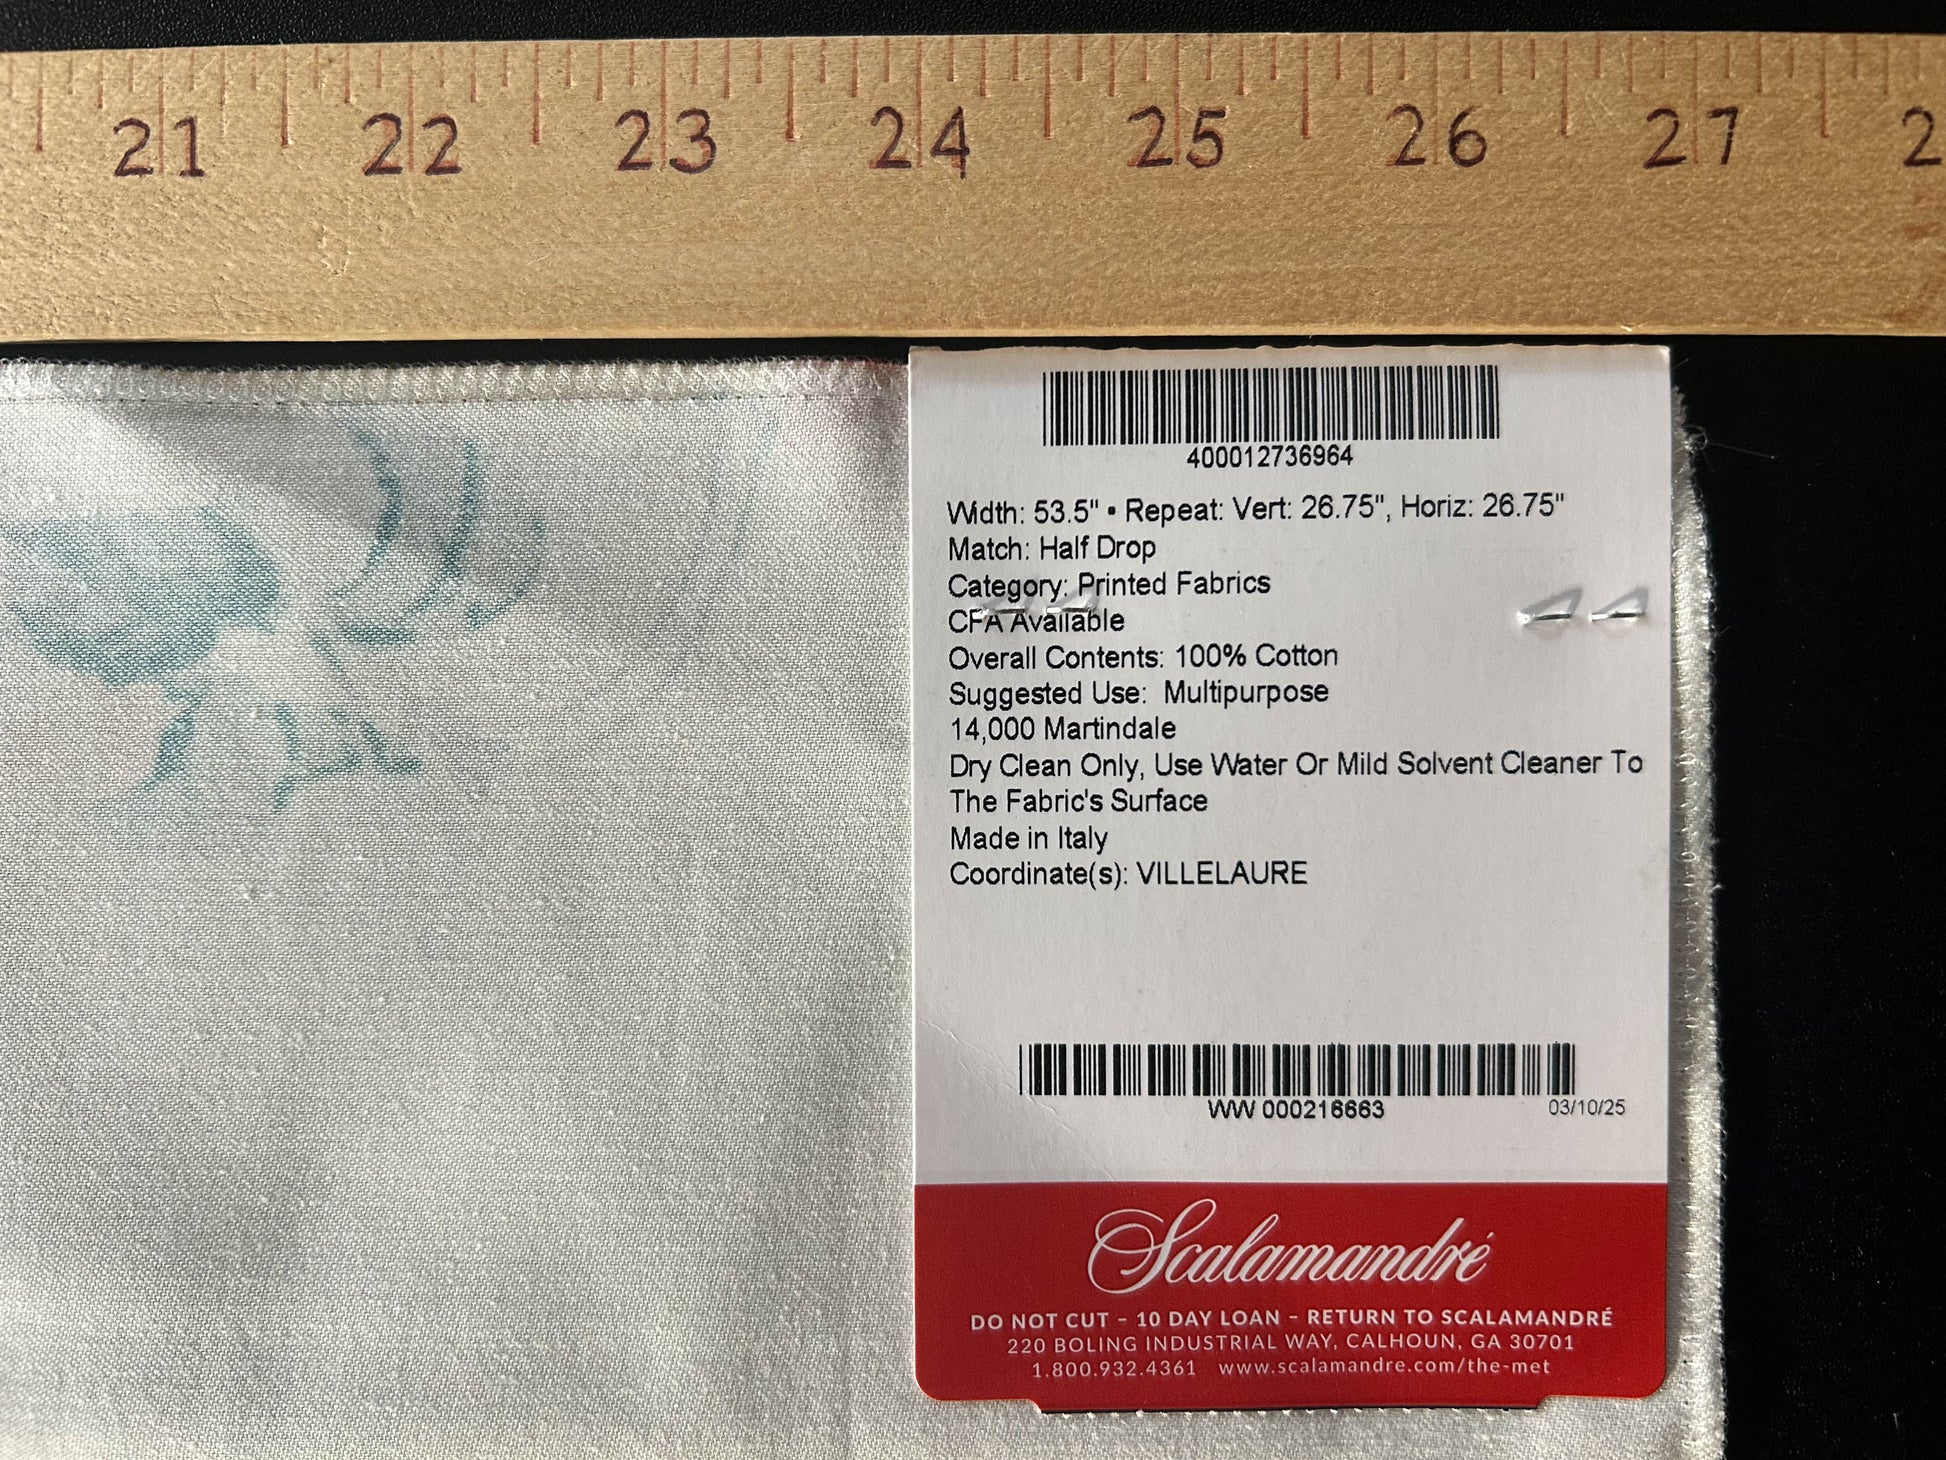 21 22 23 24 25 26 27 2
400012736964
Width: 53.5" • Repeat: Vert: 26.75", Horiz: 26.75"
Match: Half Drop
Category: Printed Fabrics
CFA Available
Overall Contents: 100% Cotton
Suggested Use: Multipurpose
14,000 Martindale
Dry Clean Only, Use Water Or Mild Solvent Cleaner To
The Fabric's Surface
Made in Italy
Coordinate(s): VILLELAURE
WW 000216663
03/10/25
Scalamandré
DO NOT CUT – 10 DAY LOAN – RETURN TO SCALAMANDRÉ
220 BOLING INDUSTRIAL WAY, CALHOUN, GA 30701
1.800.932.4361 www.scalamandre.com/the-met